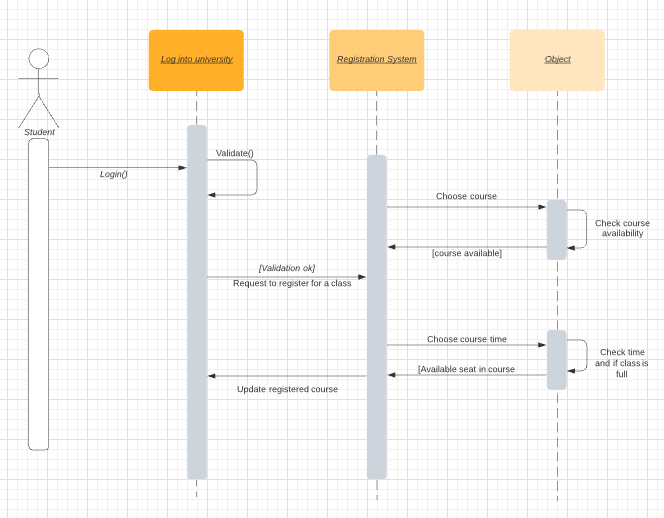 Log into university
Registration System
Object
Student
Login()
Validate()
Choose course
Check course
availability
[course available]
[Validation ok]
Request to register for a class
Choose course time
Check time
and if class is
full
[Available seat in course
Update registered course